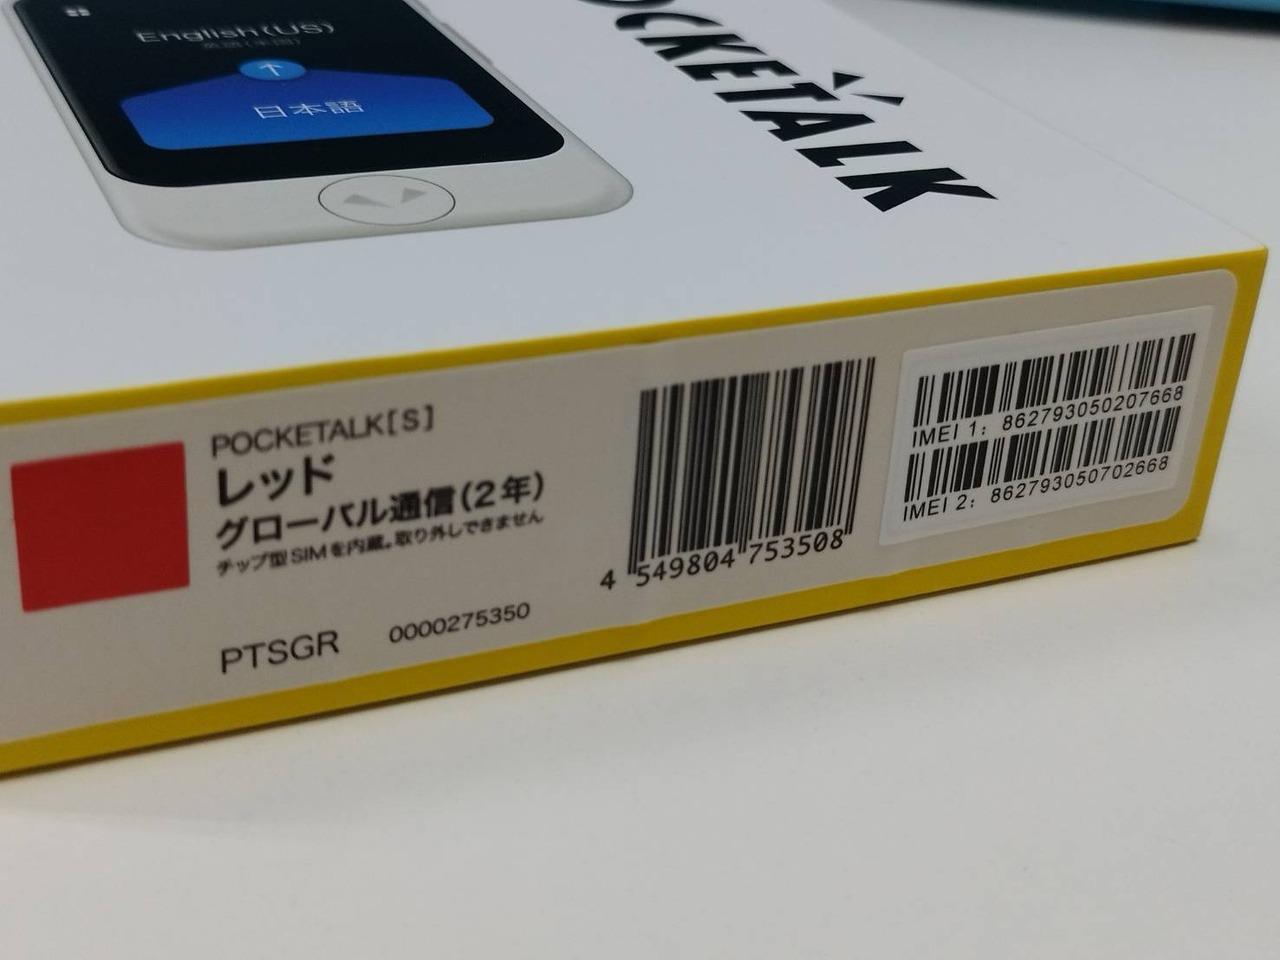 English(US)
英語(米国)
日本語
POCKETALK
POCKETALK[S]
レッド
グローバル通信(2年)
チップ型SIMを内蔵。取り外しできません
PTSGR
0000275350
4 549804 753508
IMEI 1: 862793050207668
IMEI 2: 862793050702668